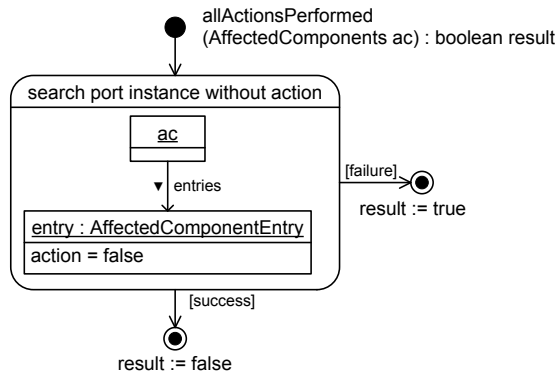 allActionsPerformed
(AffectedComponents ac) : boolean result
search port instance without action
ac
▼ entries
[failure]
result := true
entry : AffectedComponentEntry
action = false
[success]
result := false